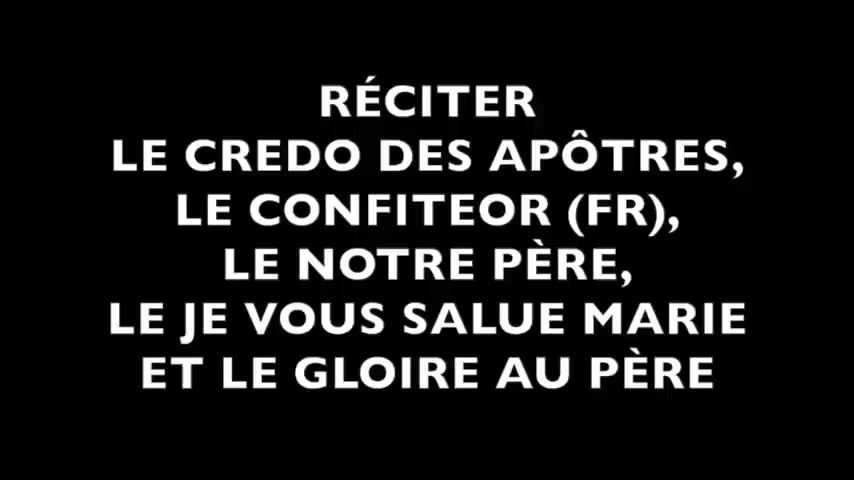 RÉCITER
LE CREDO DES APÔTRES,
LE CONFITEOR (FR),
LE NOTRE PÈRE,
LE JE VOUS SALUE MARIE
ET LE GLOIRE AU PÈRE